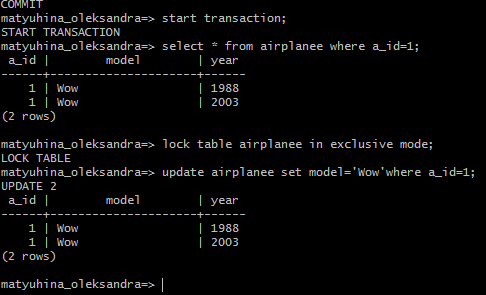 COMMIT
matyuhina_oleksandra=> start transaction;
START TRANSACTION
matyuhina_oleksandra=> select * from airplanee where a_id=1;
 a_id |         model        | year
------+----------------------+------
    1 | Wow                  | 1988
    1 | Wow                  | 2003
(2 rows)

matyuhina_oleksandra=> lock table airplanee in exclusive mode;
LOCK TABLE
matyuhina_oleksandra=> update airplanee set model='Wow'where a_id=1;
UPDATE 2
 a_id |         model        | year
------+----------------------+------
    1 | Wow                  | 1988
    1 | Wow                  | 2003
(2 rows)

matyuhina_oleksandra=>